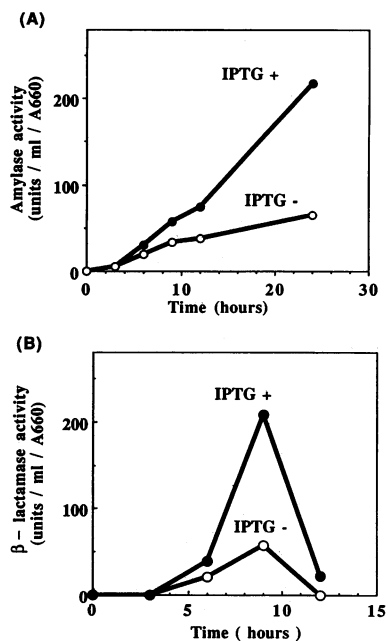 (A)
Amylase activity
(units / ml / A660)
200
100
0
IPTG +
IPTG -
0
10
20
30
Time (hours)
(B)
β - lactamase activity
(units / ml / A660)
200
100
0
IPTG +
IPTG -
0
5
10
15
Time ( hours )